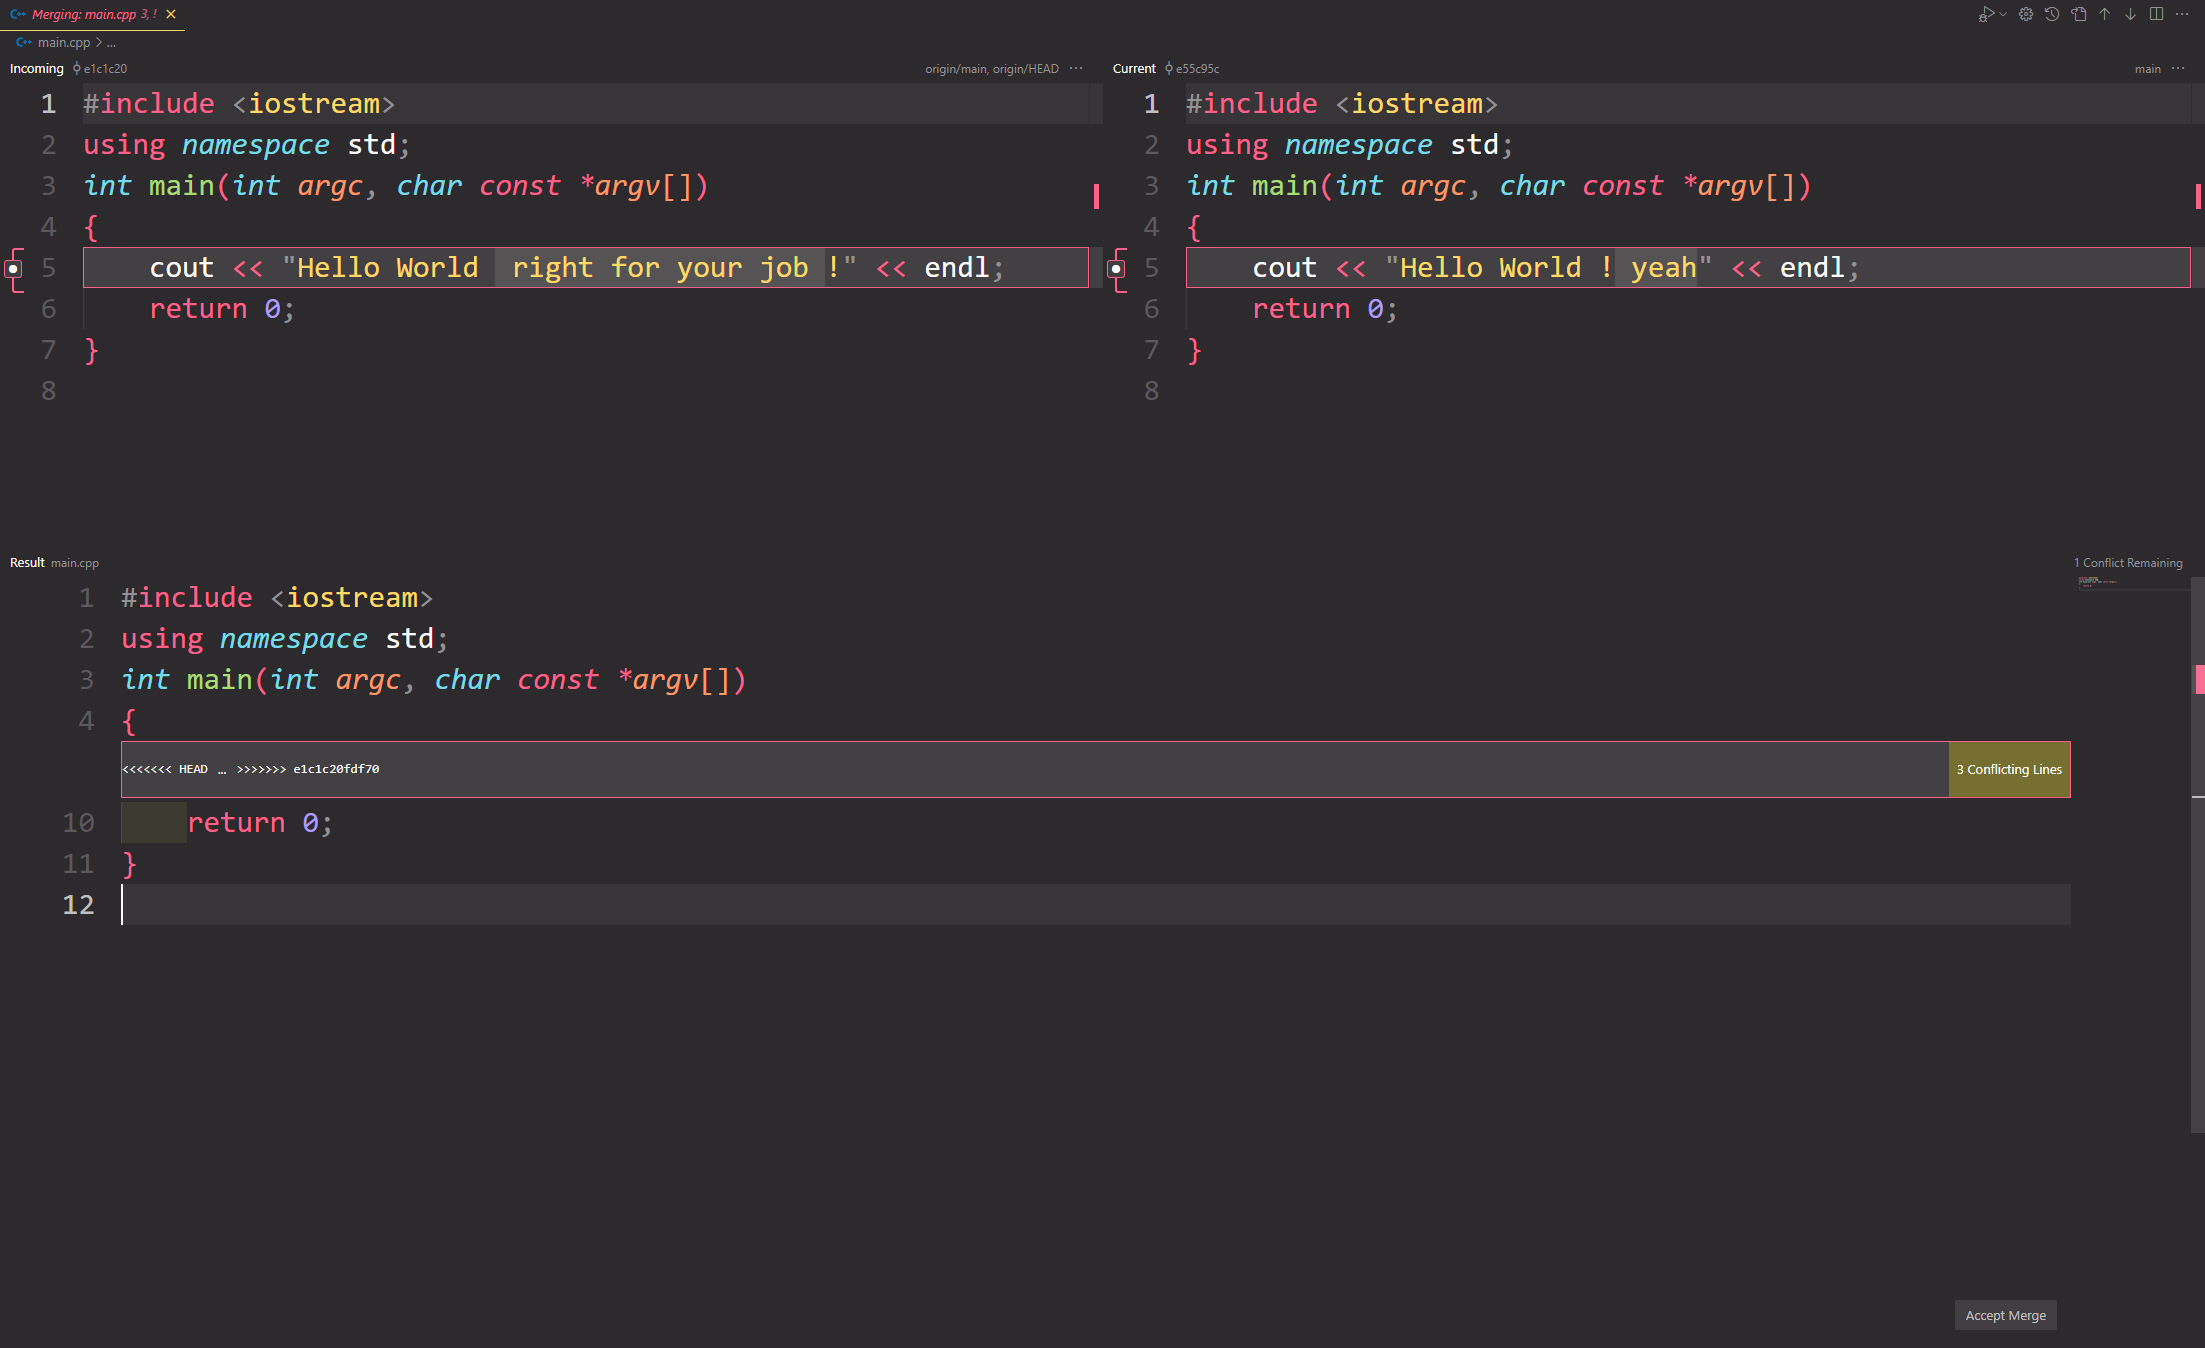 Merging: main.cpp 3, !
main.cpp > ...
Incoming e1c1c20 origin/main, origin/HEAD ...
1 #include <iostream>
2 using namespace std;
3 int main(int argc, char const *argv[])
4 {
5     cout << "Hello World  right for your job !" << endl;
6     return 0;
7 }
8
Current e55c95c main ...
1 #include <iostream>
2 using namespace std;
3 int main(int argc, char const *argv[])
4 {
5     cout << "Hello World ! yeah" << endl;
6     return 0;
7 }
8
Result main.cpp 1 Conflict Remaining
1 #include <iostream>
2 using namespace std;
3 int main(int argc, char const *argv[])
4 {
<<<<<<< HEAD … >>>>>>> e1c1c20fdf70 3 Conflicting Lines
10     return 0;
11 }
12
Accept Merge